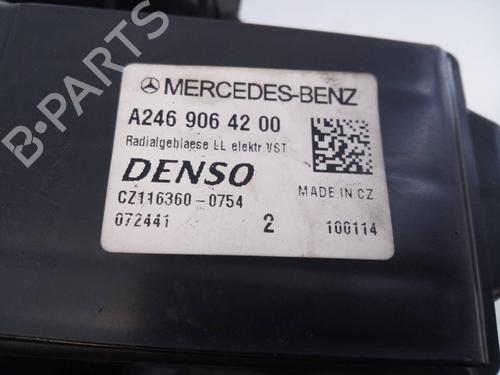 B-PARTS
MERCEDES-BENZ
A246 906 42 00
Radialgeblaese LL elektr VST
DENSO
MADE IN CZ
CZ116360-0754
072441 2 100114